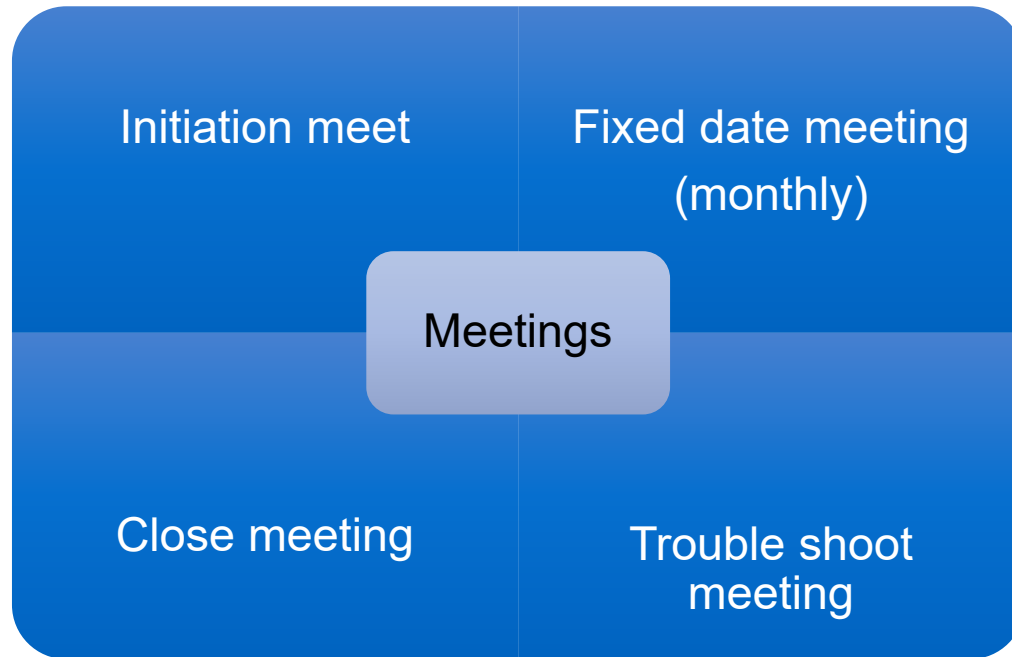 Initiation meet
Fixed date meeting
(monthly)
Meetings
Close meeting
Trouble shoot
meeting